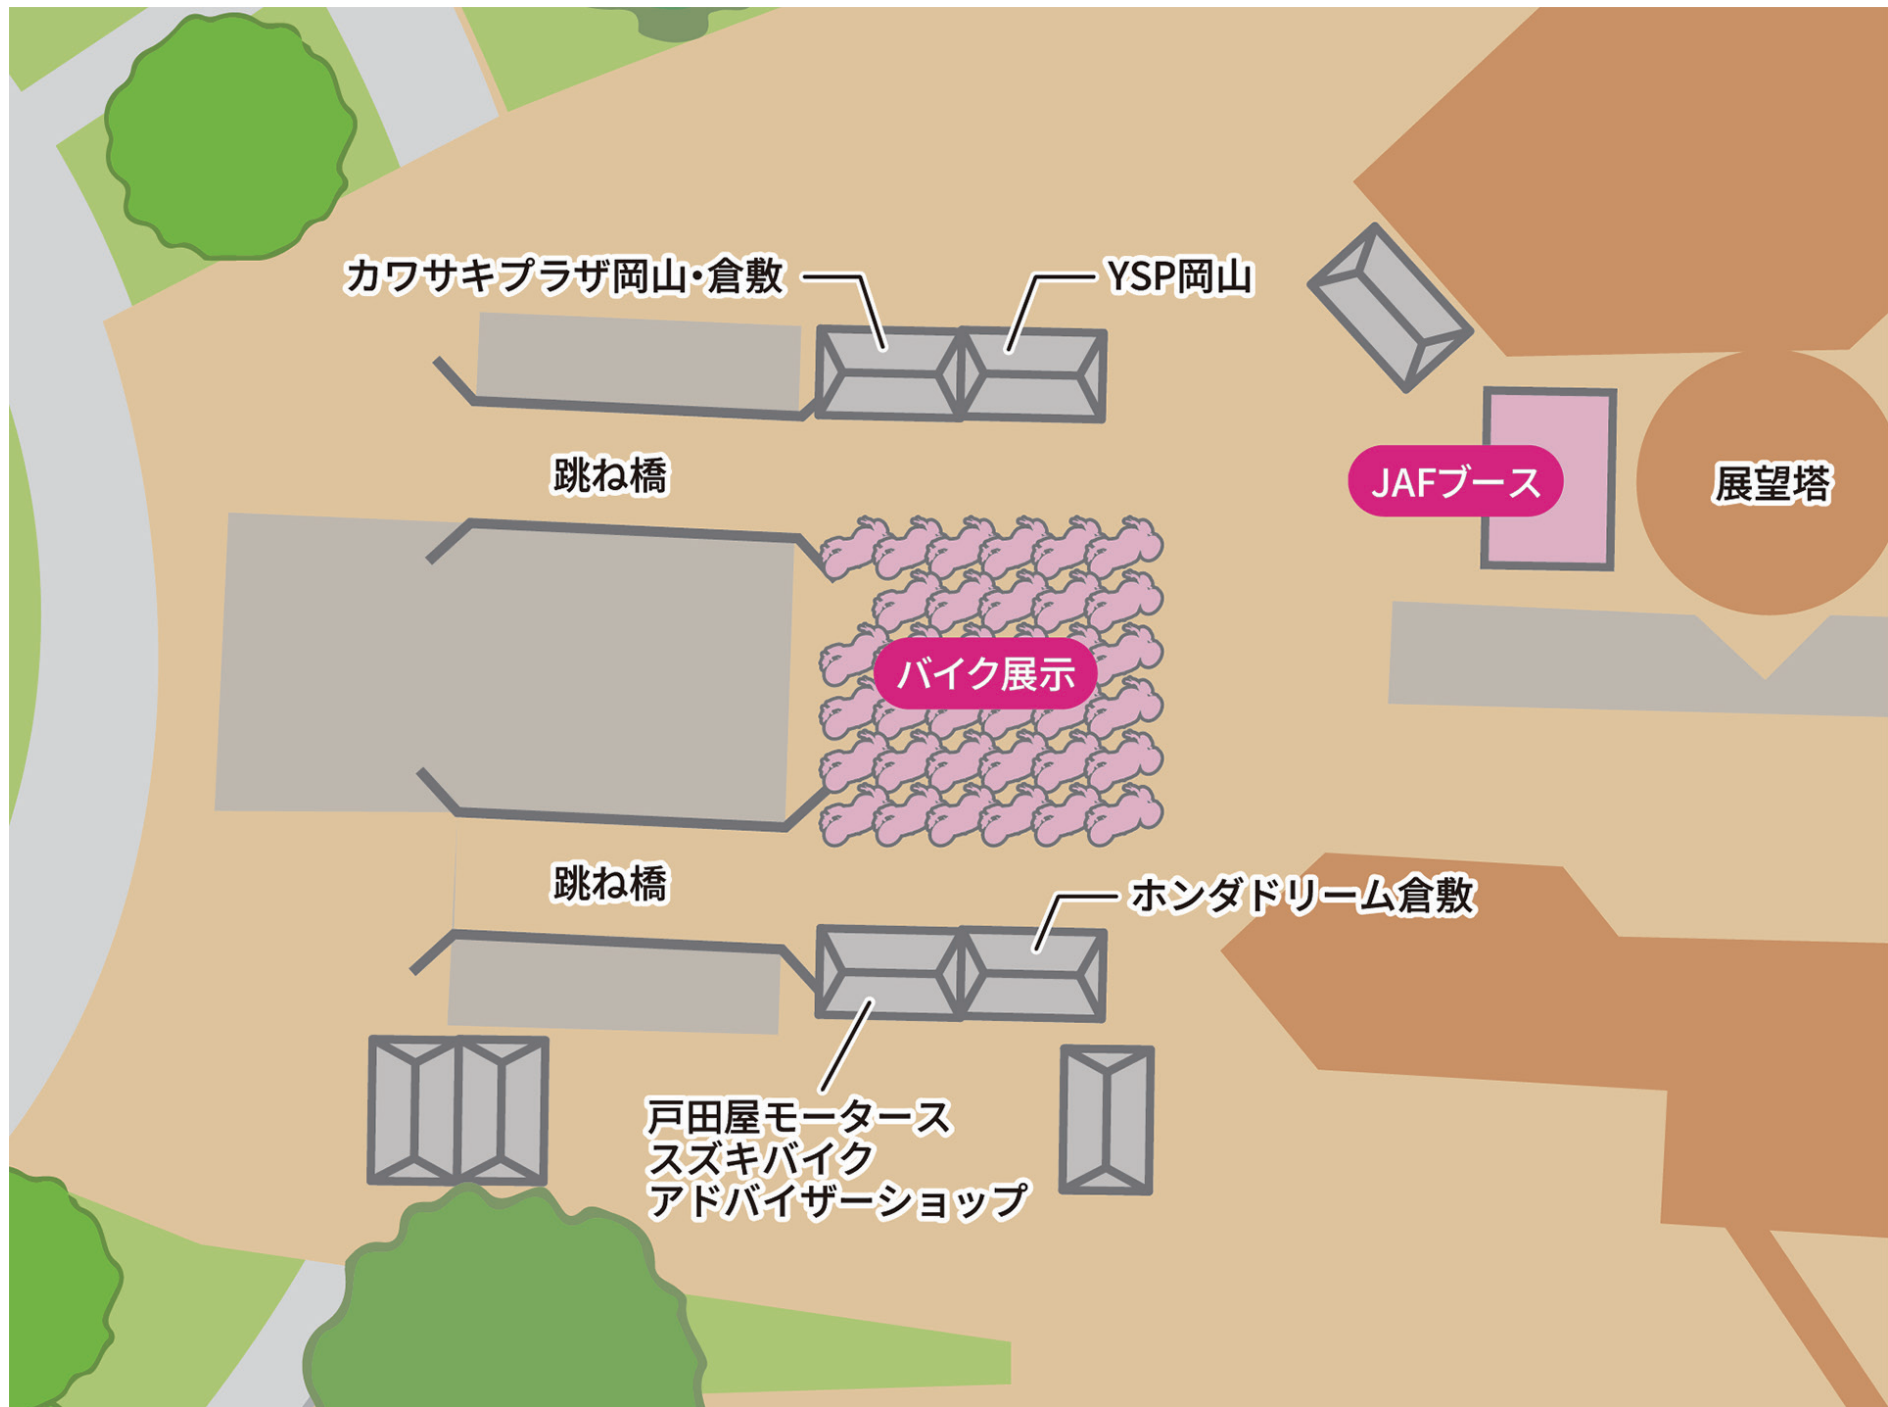 カワサキプラザ岡山・倉敷
YSP岡山
跳ね橋
JAFブース
展望塔
バイク展示
跳ね橋
ホンダドリーム倉敷
戸田屋モータース
スズキバイク
アドバイザーショップ